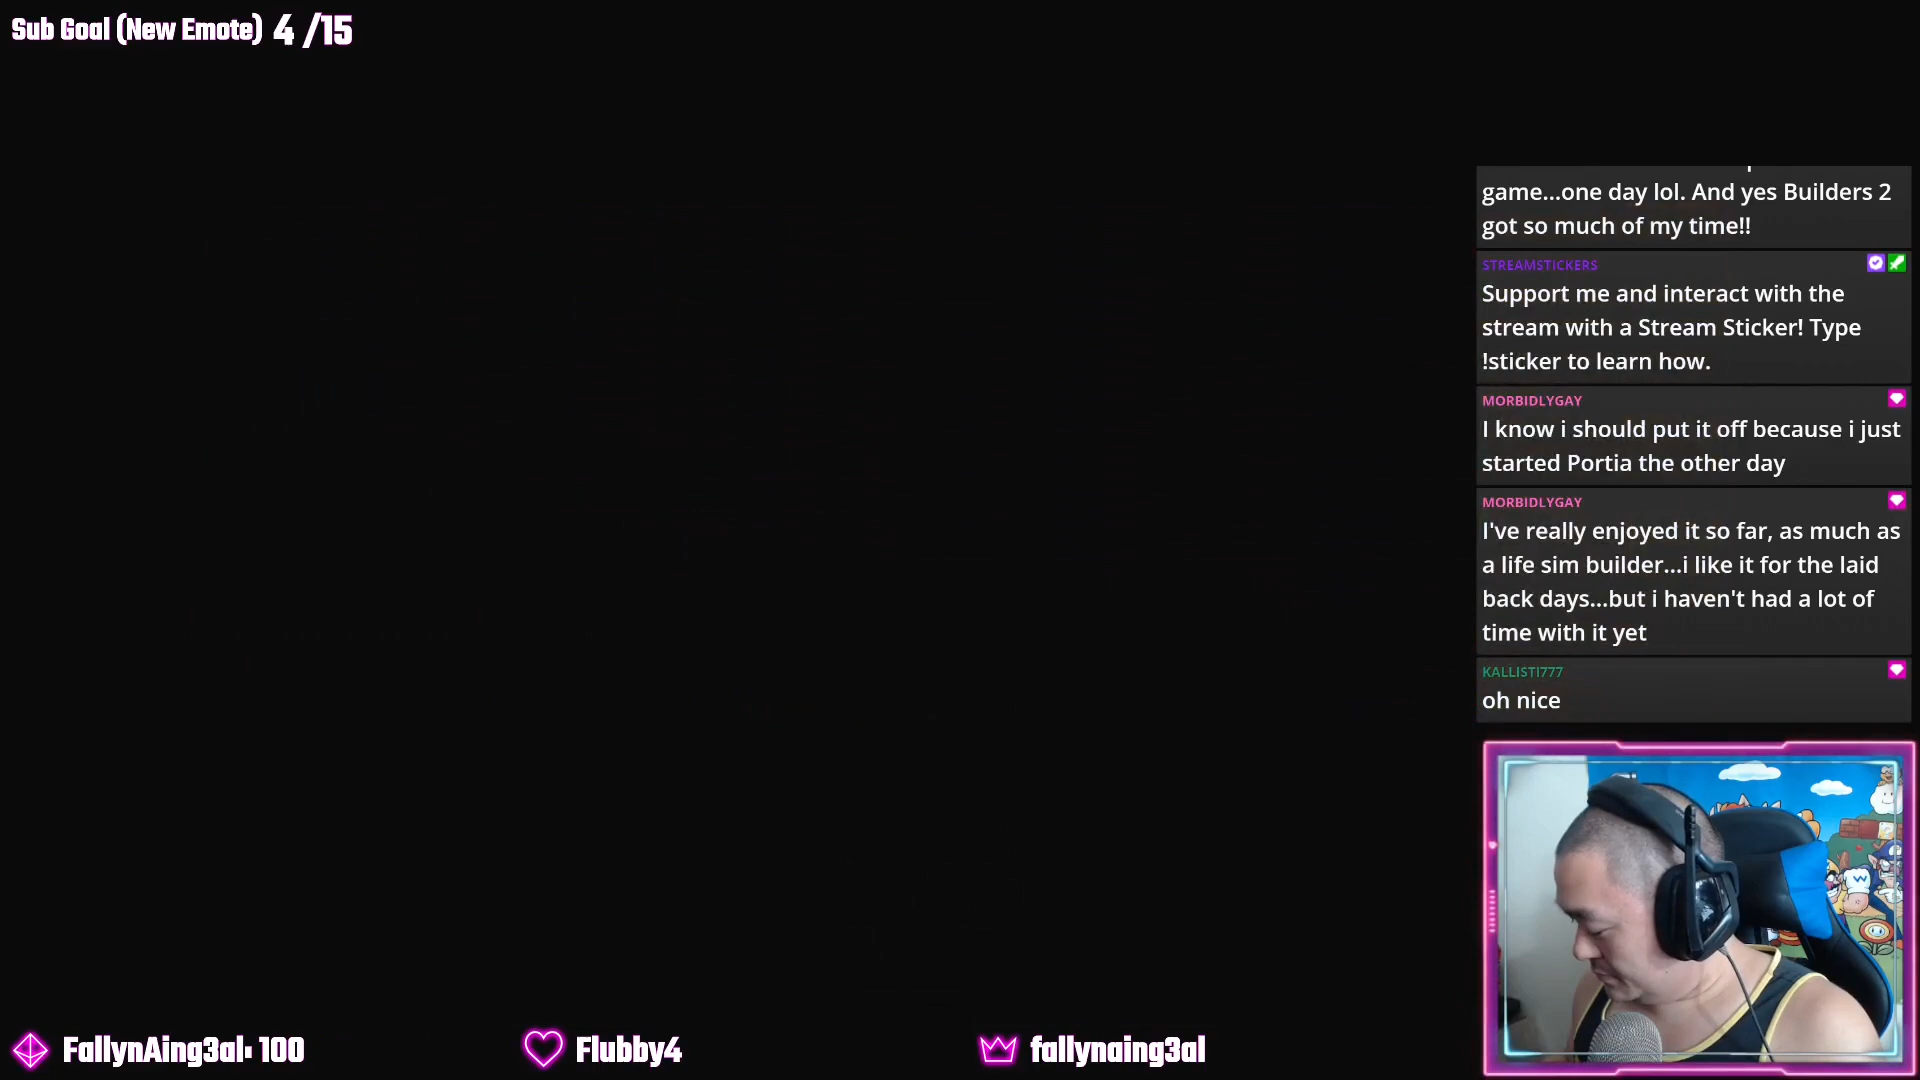 Sub Goal (New Emote) 4 /15
game...one day lol. And yes Builders 2
got so much of my time!!
STREAMSTICKERS
Support me and interact with the
stream with a Stream Sticker! Type
!sticker to learn how.
MORBIDLYGAY
I know i should put it off because i just
started Portia the other day
MORBIDLYGAY
I've really enjoyed it so far, as much as
a life sim builder...i like it for the laid
back days...but i haven't had a lot of
time with it yet
KALLISTI777
oh nice
FallynAing3al: 100
Flubby4
fallynaing3al